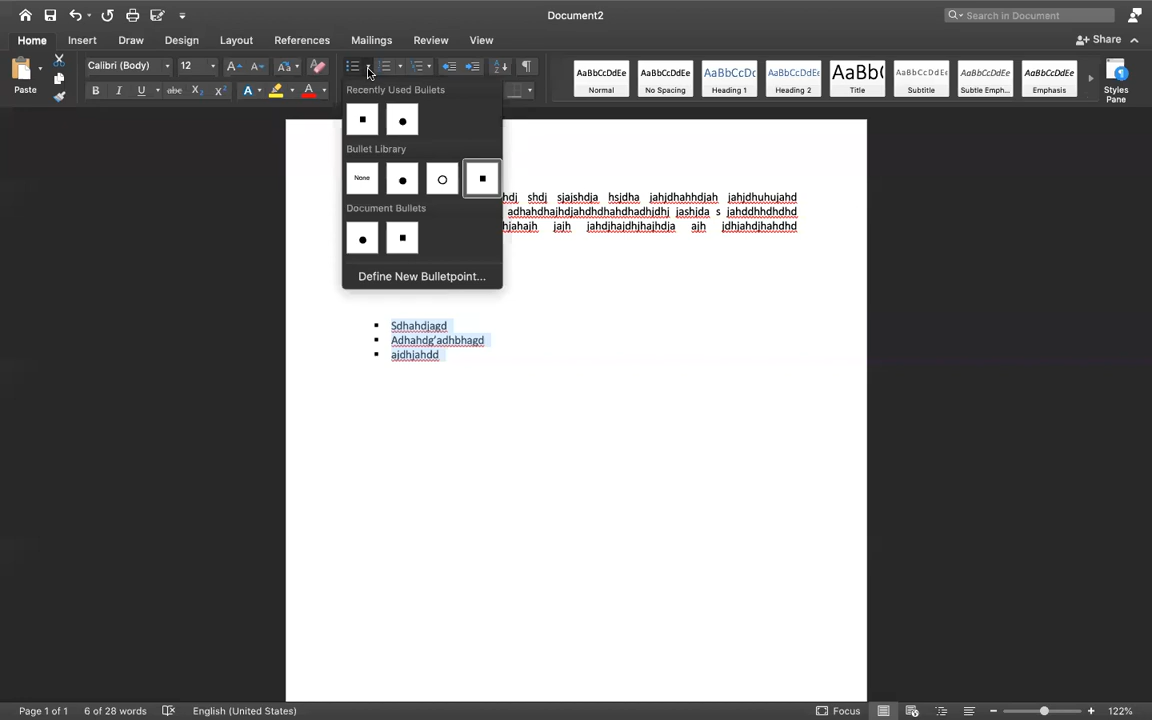 Document2
Search in Document
Home Insert Draw Design Layout References Mailings Review View
Share
Paste
Calibri (Body) 12
Recently Used Bullets
Bullet Library
None
Document Bullets
Define New Bulletpoint...
AaBbCcDdEe Normal
AaBbCcDdEe No Spacing
AaBbCcDc Heading 1
AaBbCcDdEe Heading 2
AaBb( Title
AaBbCcDdEe Subtitle
AaBbCcDdEe Subtle Emph...
AaBbCcDdEe Emphasis
Styles Pane
hdj shdj sjajshdja hsjdha jahjdhahhdjah jahjdhuhujahd
adhahdhajhdjahdhdhahdhadhjdhj jashjda s jahddhhdhdhd
hjahajh jajh jahdjhajdhjhajhdja ajh jdhjahdjhahdhd
Sdhahdjagd
Adhahdg'adhbhagd
ajdhjahdd
Page 1 of 1 6 of 28 words English (United States) Focus 122%